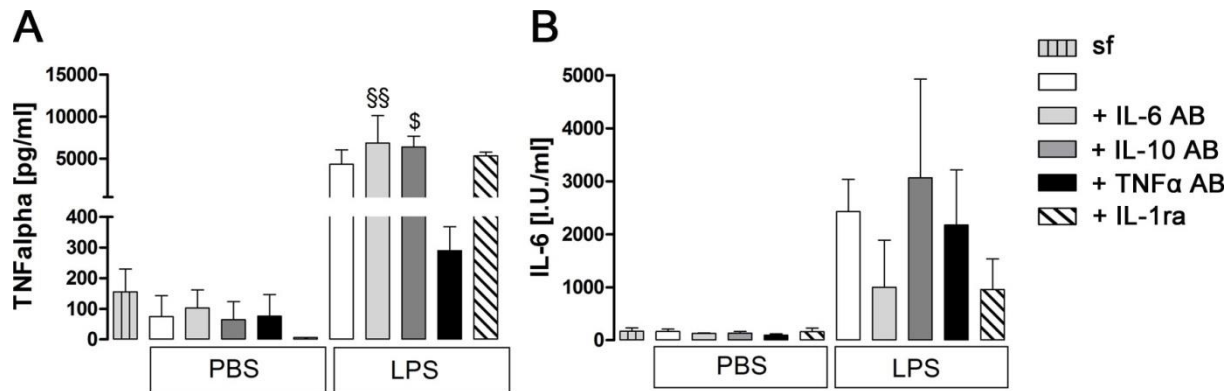 A
TNFalpha [pg/ml]
15000
10000
5000
400
300
200
100
0
§§
$
PBS
LPS
B
IL-6 [I.U./ml]
5000
4000
3000
2000
1000
0
PBS
LPS
sf
+ IL-6 AB
+ IL-10 AB
+ TNFα AB
+ IL-1ra